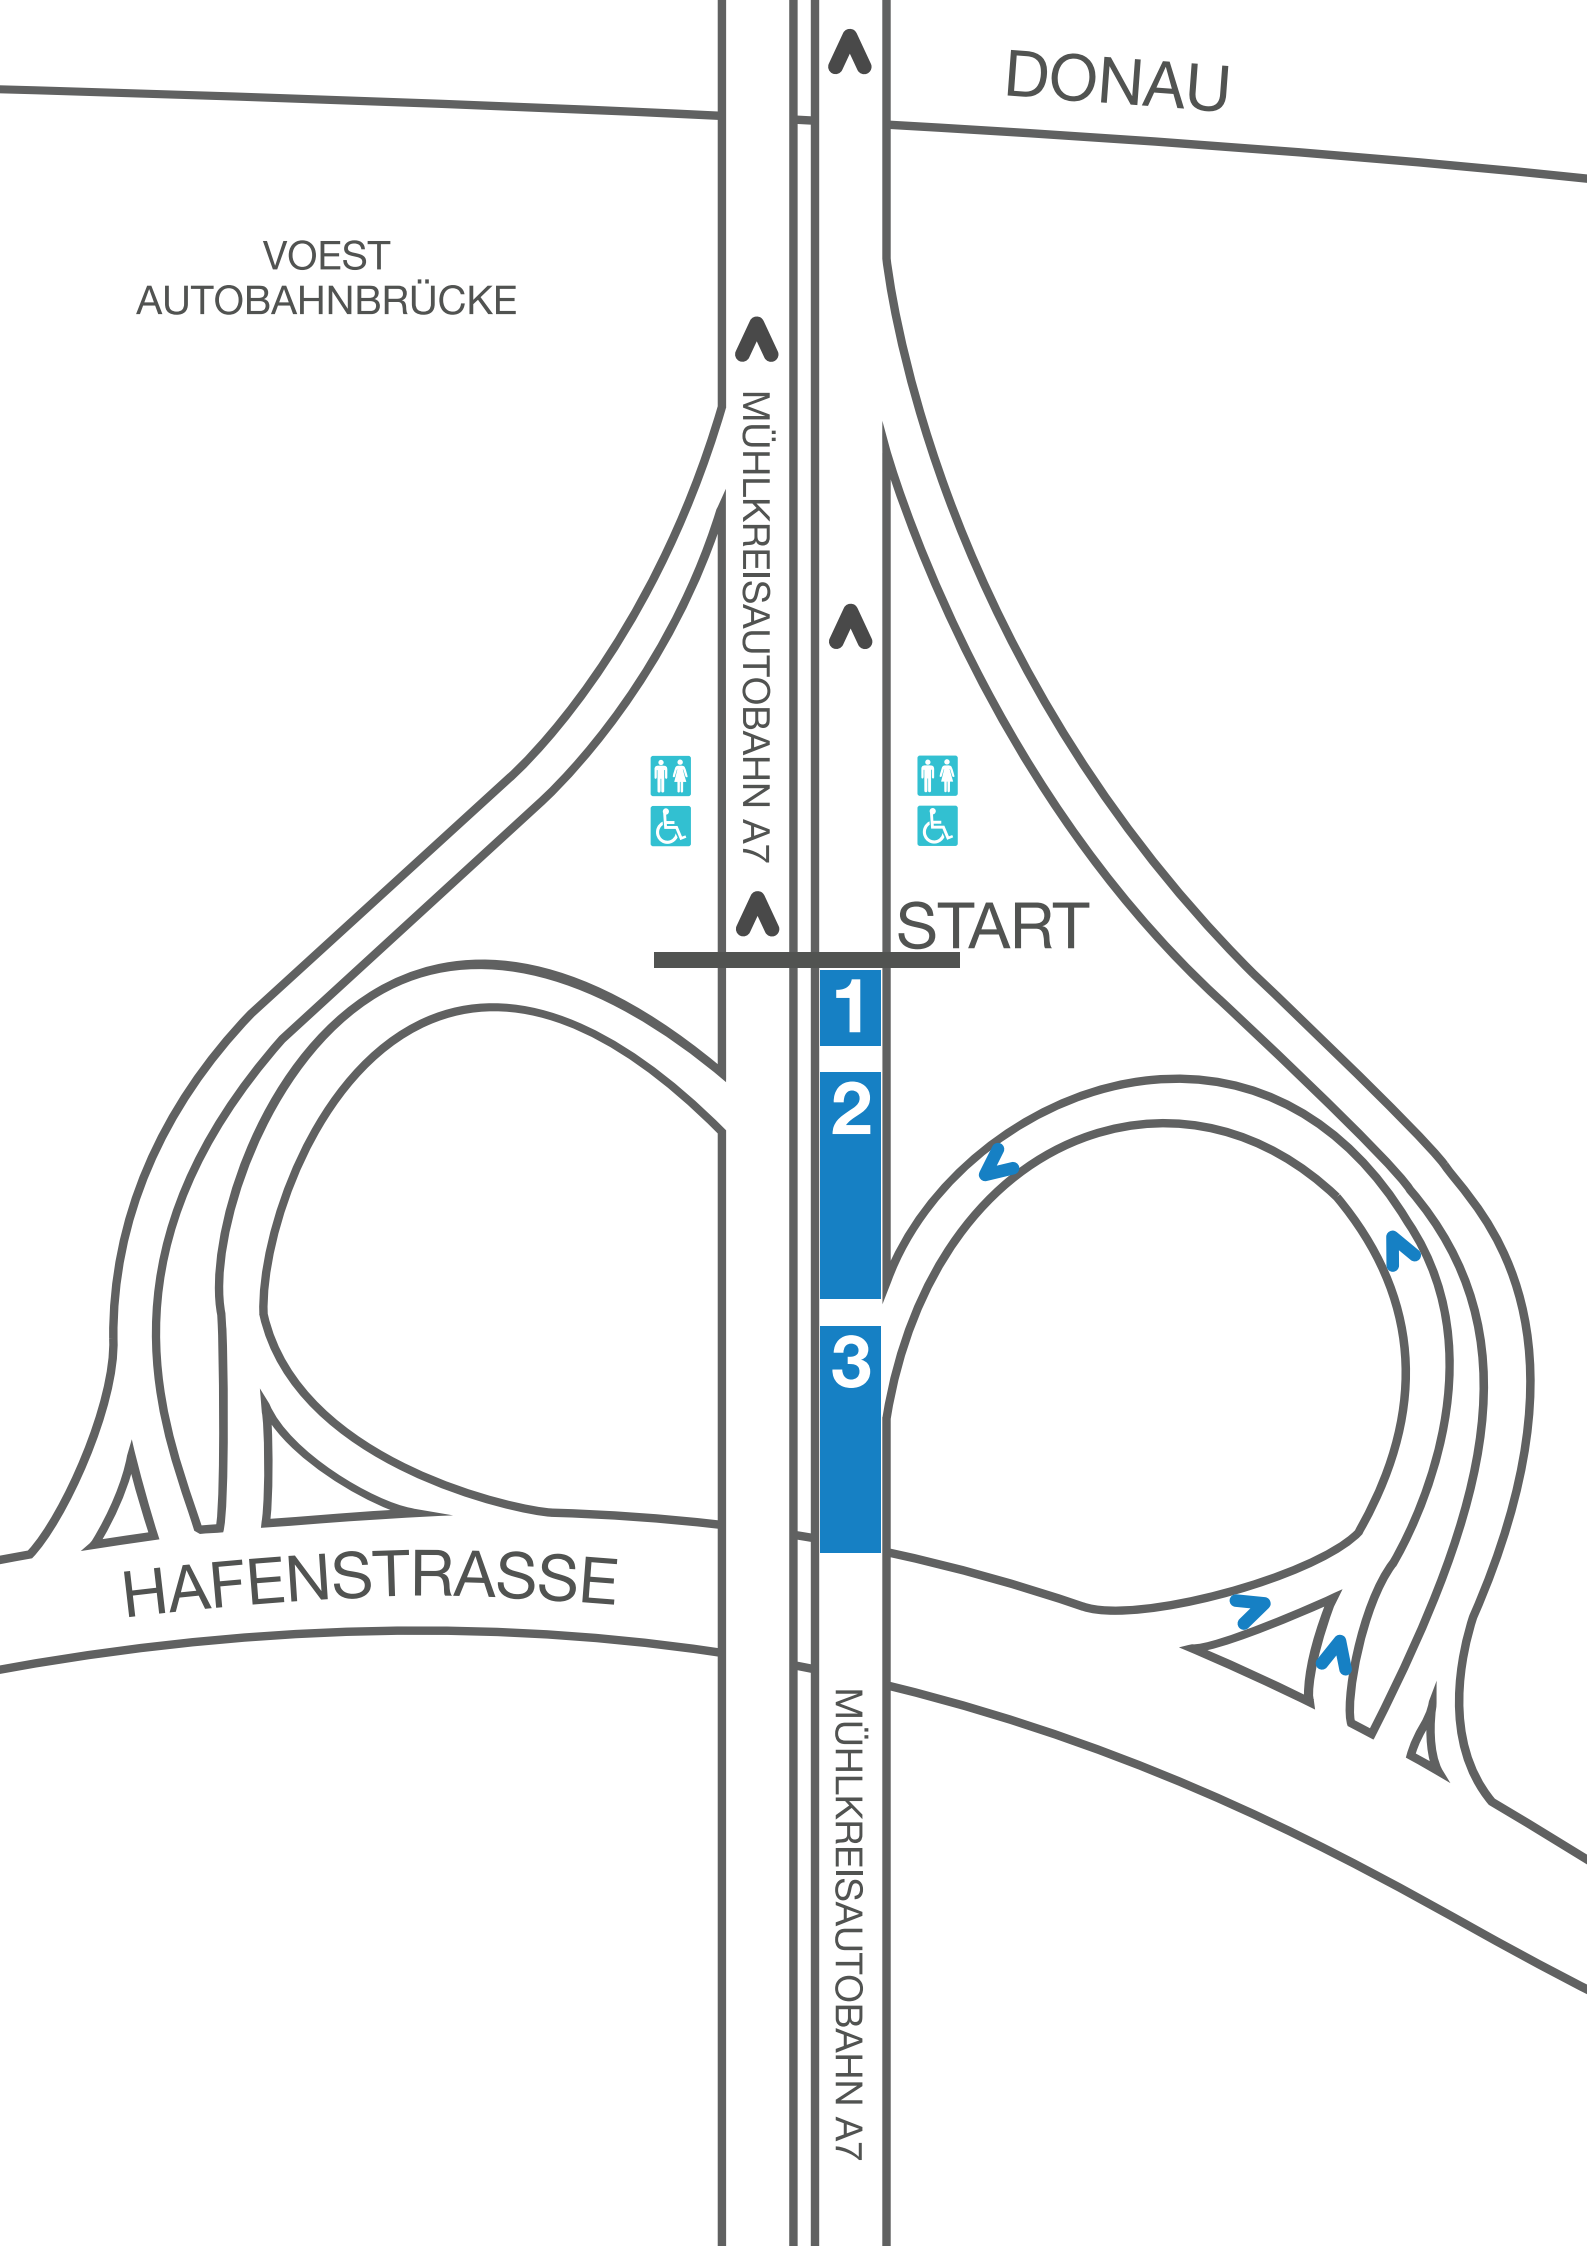 DONAU
VOEST
AUTOBAHNBRÜCKE
MÜHLKREISAUTOBAHN A7
START
1
2
3
HAFENSTRASSE
MÜHLKREISAUTOBAHN A7